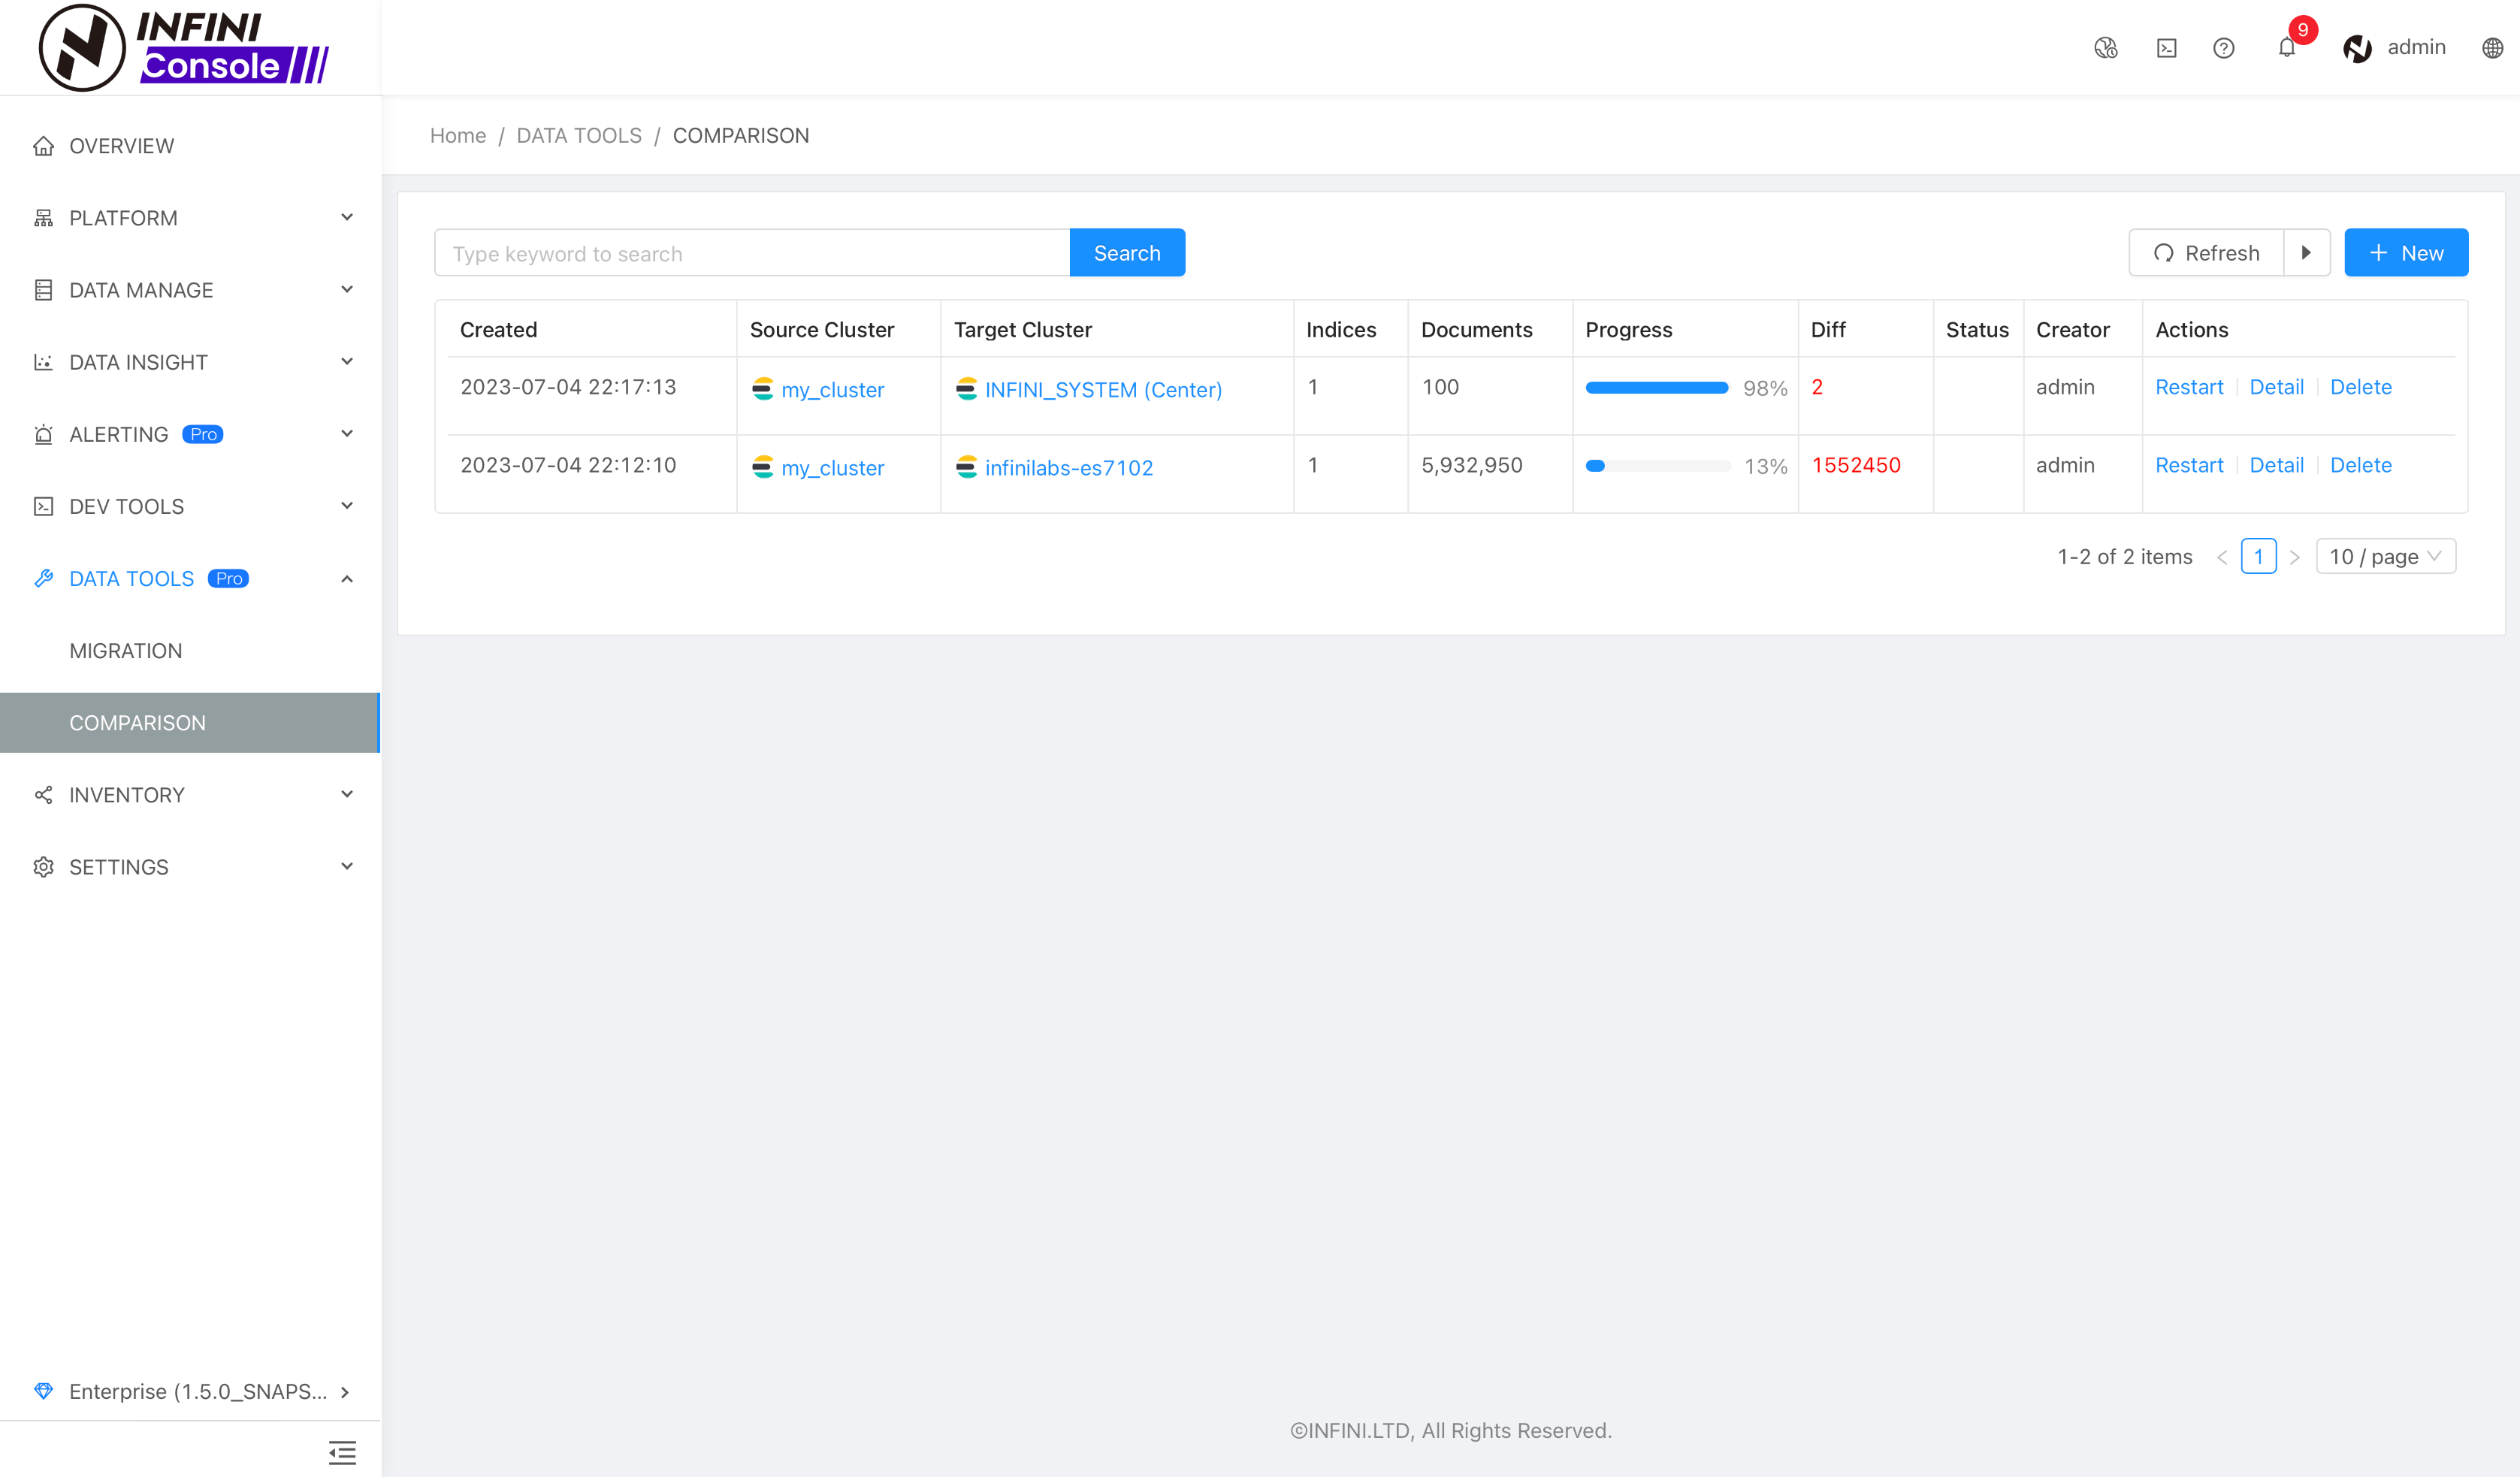 INFINI
Console
9
admin
Home / DATA TOOLS / COMPARISON
OVERVIEW
PLATFORM
DATA MANAGE
DATA INSIGHT
ALERTING Pro
DEV TOOLS
DATA TOOLS Pro
MIGRATION
COMPARISON
INVENTORY
SETTINGS
Enterprise (1.5.0_SNAPS...
Type keyword to search Search Refresh New
Created Source Cluster Target Cluster Indices Documents Progress Diff Status Creator Actions
2023-07-04 22:17:13 my_cluster INFINI_SYSTEM (Center) 1 100 98% 2 admin Restart Detail Delete
2023-07-04 22:12:10 my_cluster infinilabs-es7102 1 5,932,950 13% 1552450 admin Restart Detail Delete
1-2 of 2 items < 1 > 10 / page
©INFINI.LTD, All Rights Reserved.